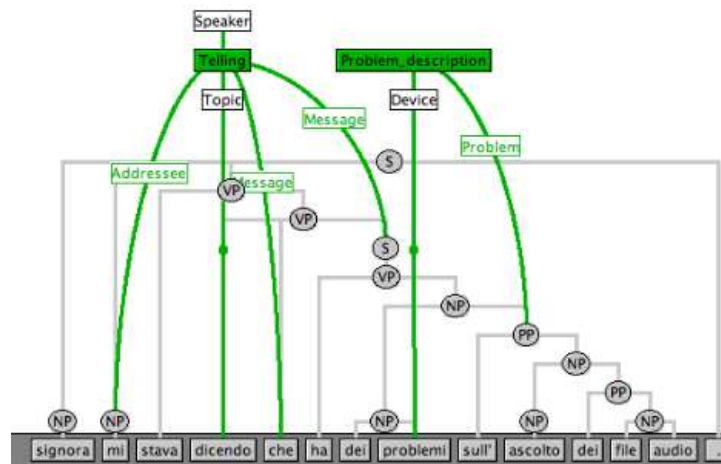 Speaker
Telling Problem_description
Topic Device
Message
Problem
S
Addressee Message
VP
VP
S
VP
NP
PP
NP
PP
NP NP NP NP NP
signora mi stava dicendo che ha dei problemi sull' ascolto dei file audio .